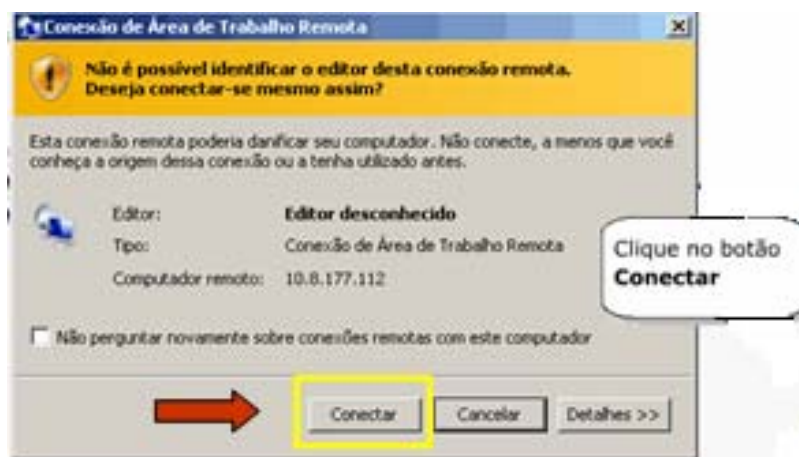 Conexão de Área de Trabalho Remota
Não é possível identificar o editor desta conexão remota.
Deseja conectar-se mesmo assim?
Esta conexão remota poderia danificar seu computador. Não conecte, a menos que você
conheça a origem dessa conexão ou a tenha utilizado antes.
Editor: Editor desconhecido
Tipo: Conexão de Área de Trabalho Remota
Computador remoto: 10.8.177.112
Clique no botão
Conectar
Não perguntar novamente sobre conexões remotas com este computador
Conectar Cancelar Detalhes >>